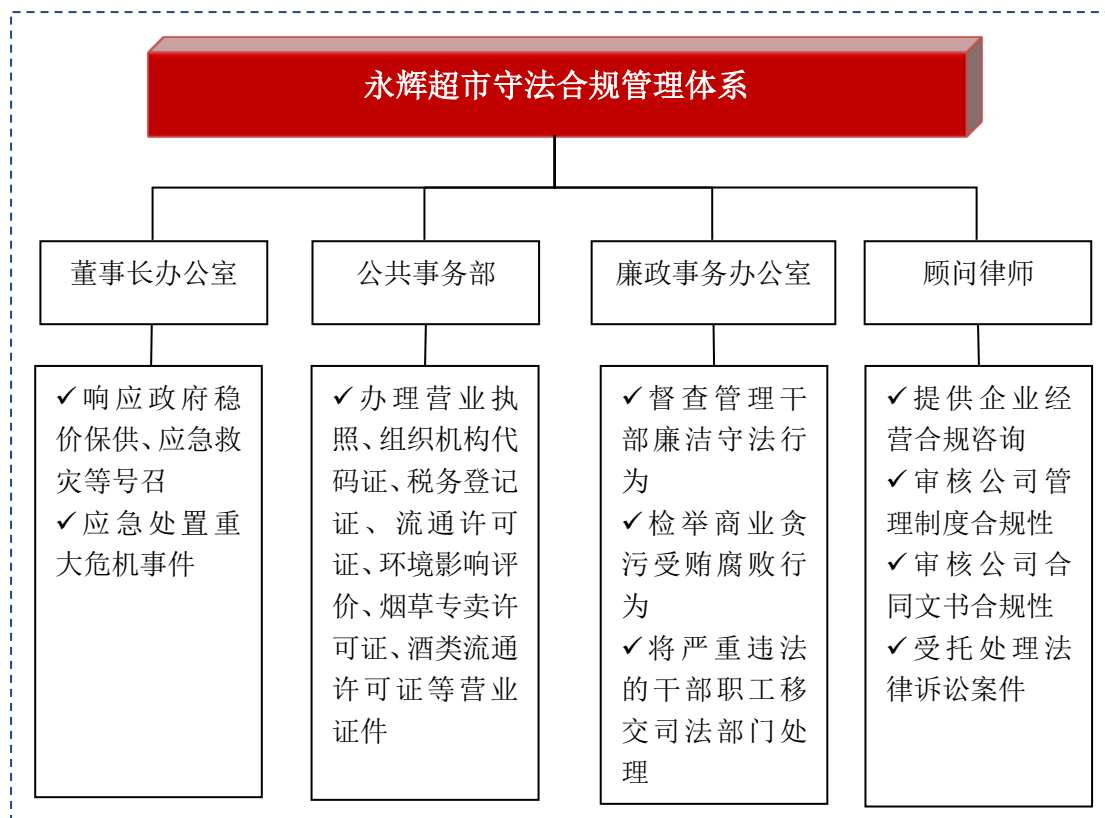 永辉超市守法合规管理体系
董事长办公室
公共事务部
廉政事务办公室
顾问律师
✓响应政府稳
价保供、应急救
灾等号召
✓应急处置重
大危机事件
✓办理营业执
照、组织机构代
码证、税务登记
证、流通许可
证、环境影响评
价、烟草专卖许
可证、酒类流通
许可证等营业
证件
✓督查管理干
部廉洁守法行
为
✓检举商业贪
污受贿腐败行
为
✓将严重违法
的干部职工移
交司法部门处
理
✓提供企业经
营合规咨询
✓审核公司管
理制度合规性
✓审核公司合
同文书合规性
✓受托处理法
律诉讼案件